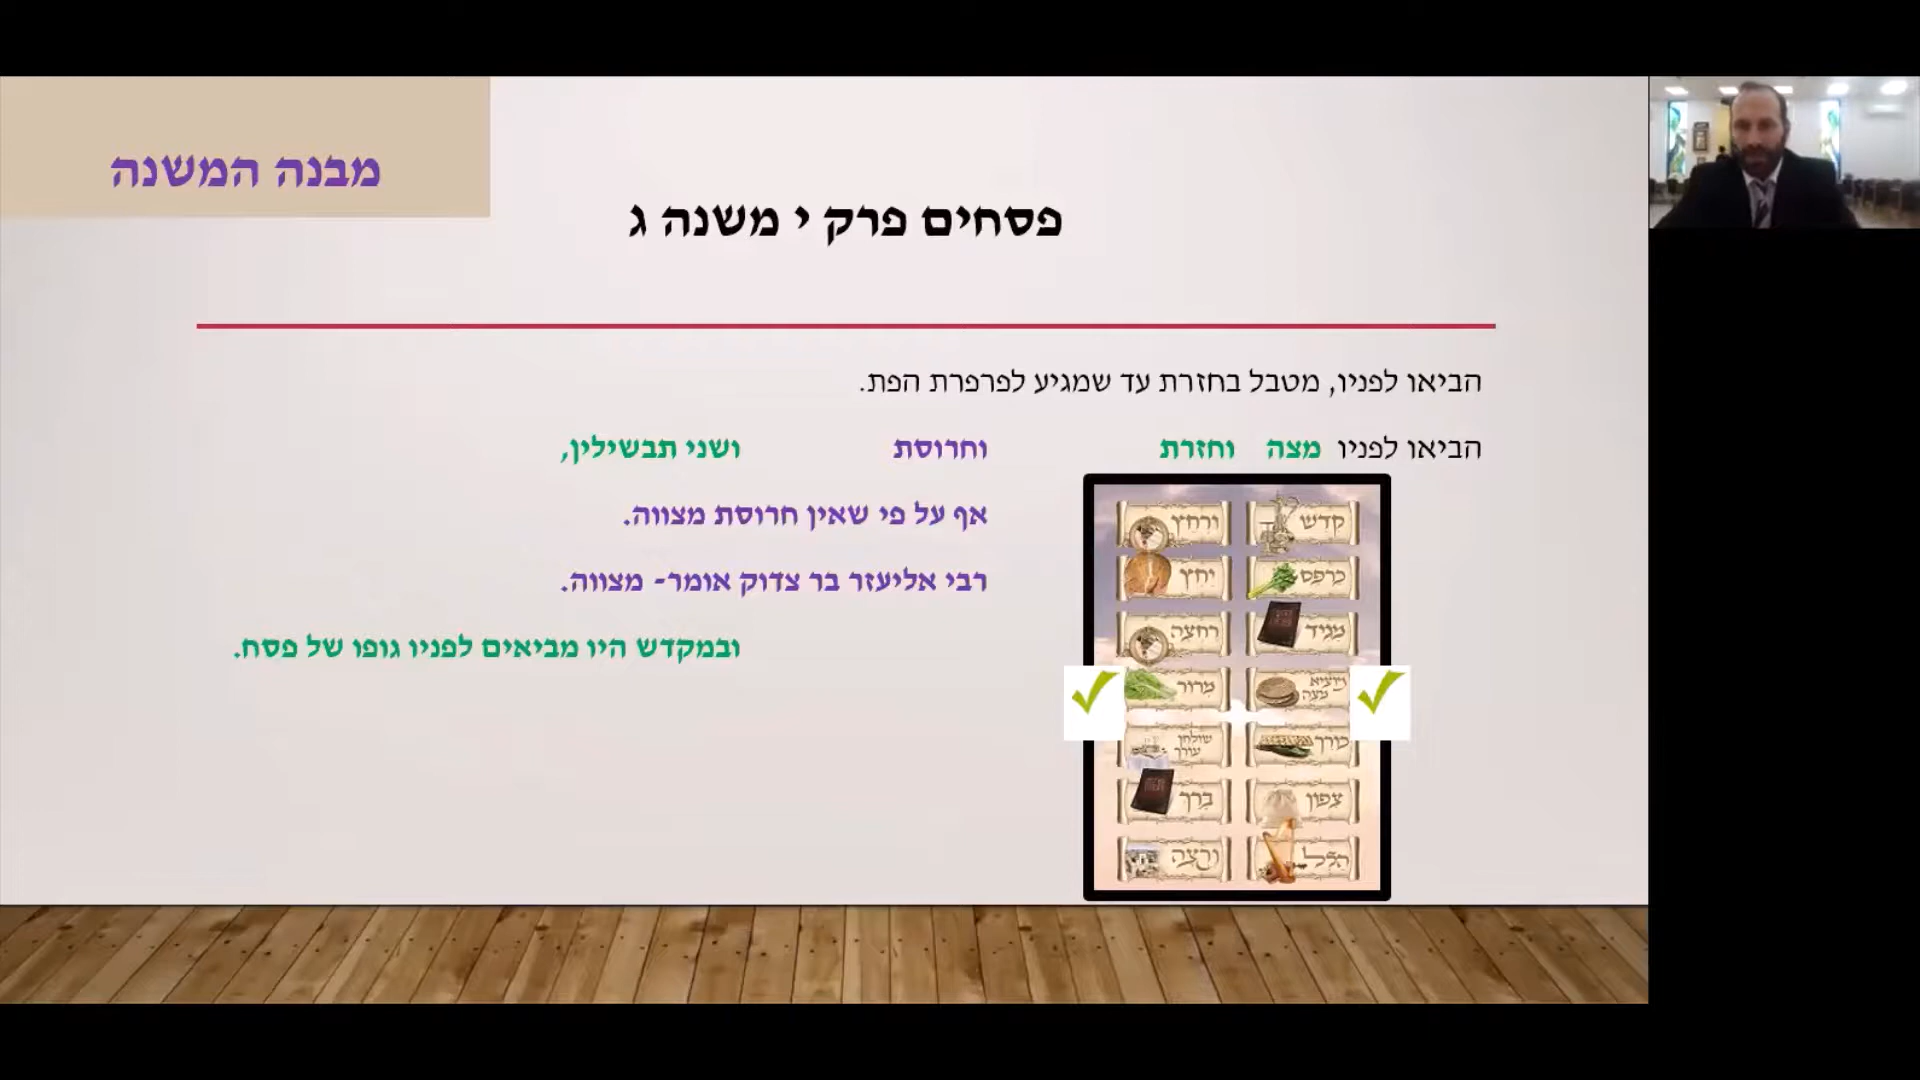 מבנה המשנה
פסחים פרק י משנה ג
הביאו לפניו, מטבל בחזרת עד שמגיע לפרפרת הפת.
הביאו לפניו מצה וחזרת וחרוסת ושני תבשילין,
אף על פי שאין חרוסת מצווה.
רבי אליעזר בר צדוק אומר- מצווה.
ובמקדש היו מביאים לפניו גופו של פסח.
קדש ורחץ
כרפס יחץ
מגיד רחצה
מוציא מצה מרור
כורך שולחן עורך
צפון ברך
הלל נרצה